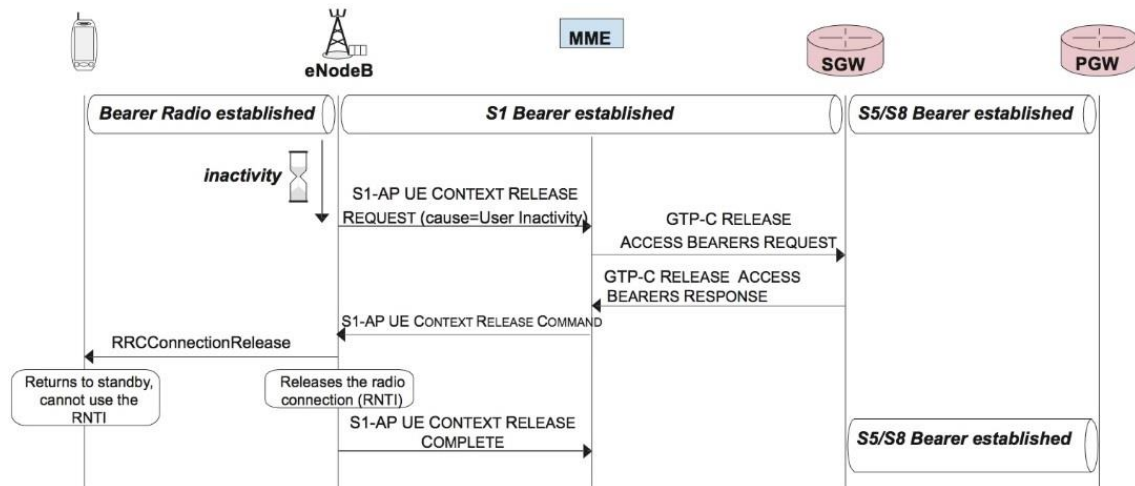 MME
eNodeB
SGW
PGW
Bearer Radio established
S1 Bearer established
S5/S8 Bearer established
inactivity
S1-AP UE CONTEXT RELEASE
REQUEST (cause=User Inactivity)
GTP-C RELEASE
ACCESS BEARERS REQUEST
GTP-C RELEASE ACCESS
BEARERS RESPONSE
S1-AP UE CONTEXT RELEASE COMMAND
RRCConnectionRelease
Returns to standby,
cannot use the
RNTI
Releases the radio
connection (RNTI)
S1-AP UE CONTEXT RELEASE
COMPLETE
S5/S8 Bearer established